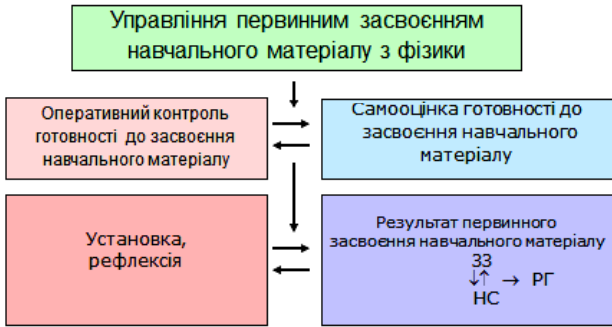 Управління первинним засвоєнням
навчального матеріалу з фізики
Оперативний контроль
готовності до засвоєння
навчального матеріалу
Самооцінка готовності до
засвоєння навчального
матеріалу
Установка,
рефлексія
Результат первинного
засвоєння навчального матеріалу
ЗЗ
↓↑ → РГ
НС